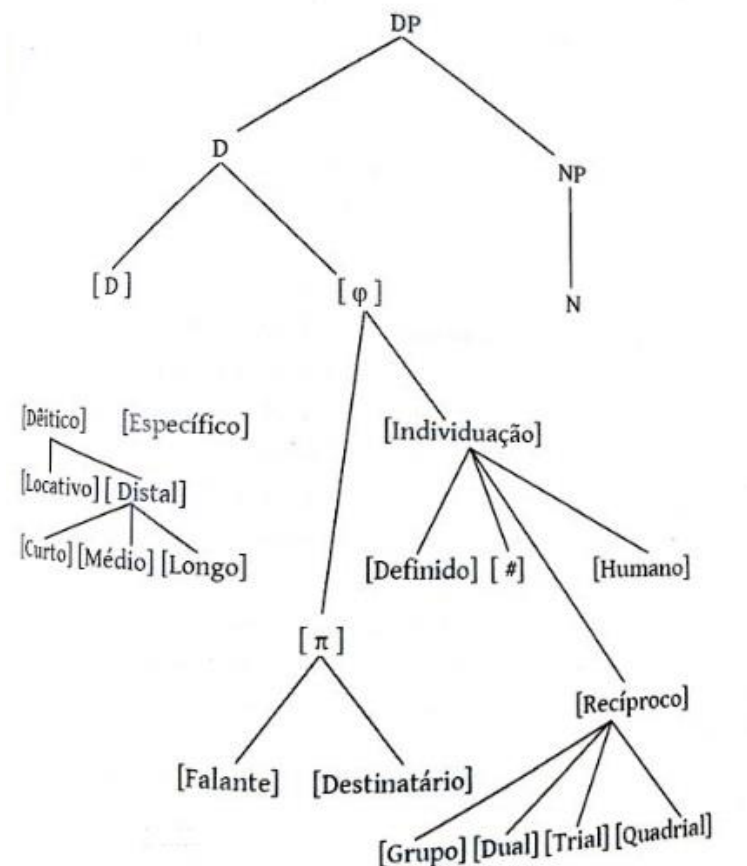 DP
D
NP
[D]
[φ]
N
[Dêitico] [Específico]
[Individuação]
[Locativo] [Distal]
[Curto] [Médio] [Longo]
[Definido] [#] [Humano]
[π]
[Recíproco]
[Falante] [Destinatário]
[Grupo] [Dual] [Trial] [Quadrial]